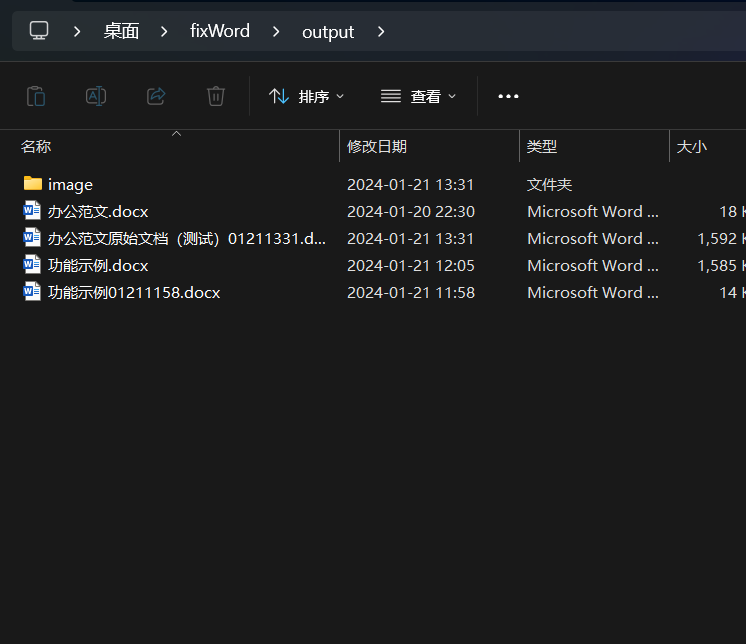 桌面 fixWord output
排序 查看
名称 修改日期 类型 大小
image 2024-01-21 13:31 文件夹
办公范文.docx 2024-01-20 22:30 Microsoft Word ... 18 K
办公范文原始文档（测试）01211331.d... 2024-01-21 13:31 Microsoft Word ... 1,592 K
功能示例.docx 2024-01-21 12:05 Microsoft Word ... 1,585 K
功能示例01211158.docx 2024-01-21 11:58 Microsoft Word ... 14 K